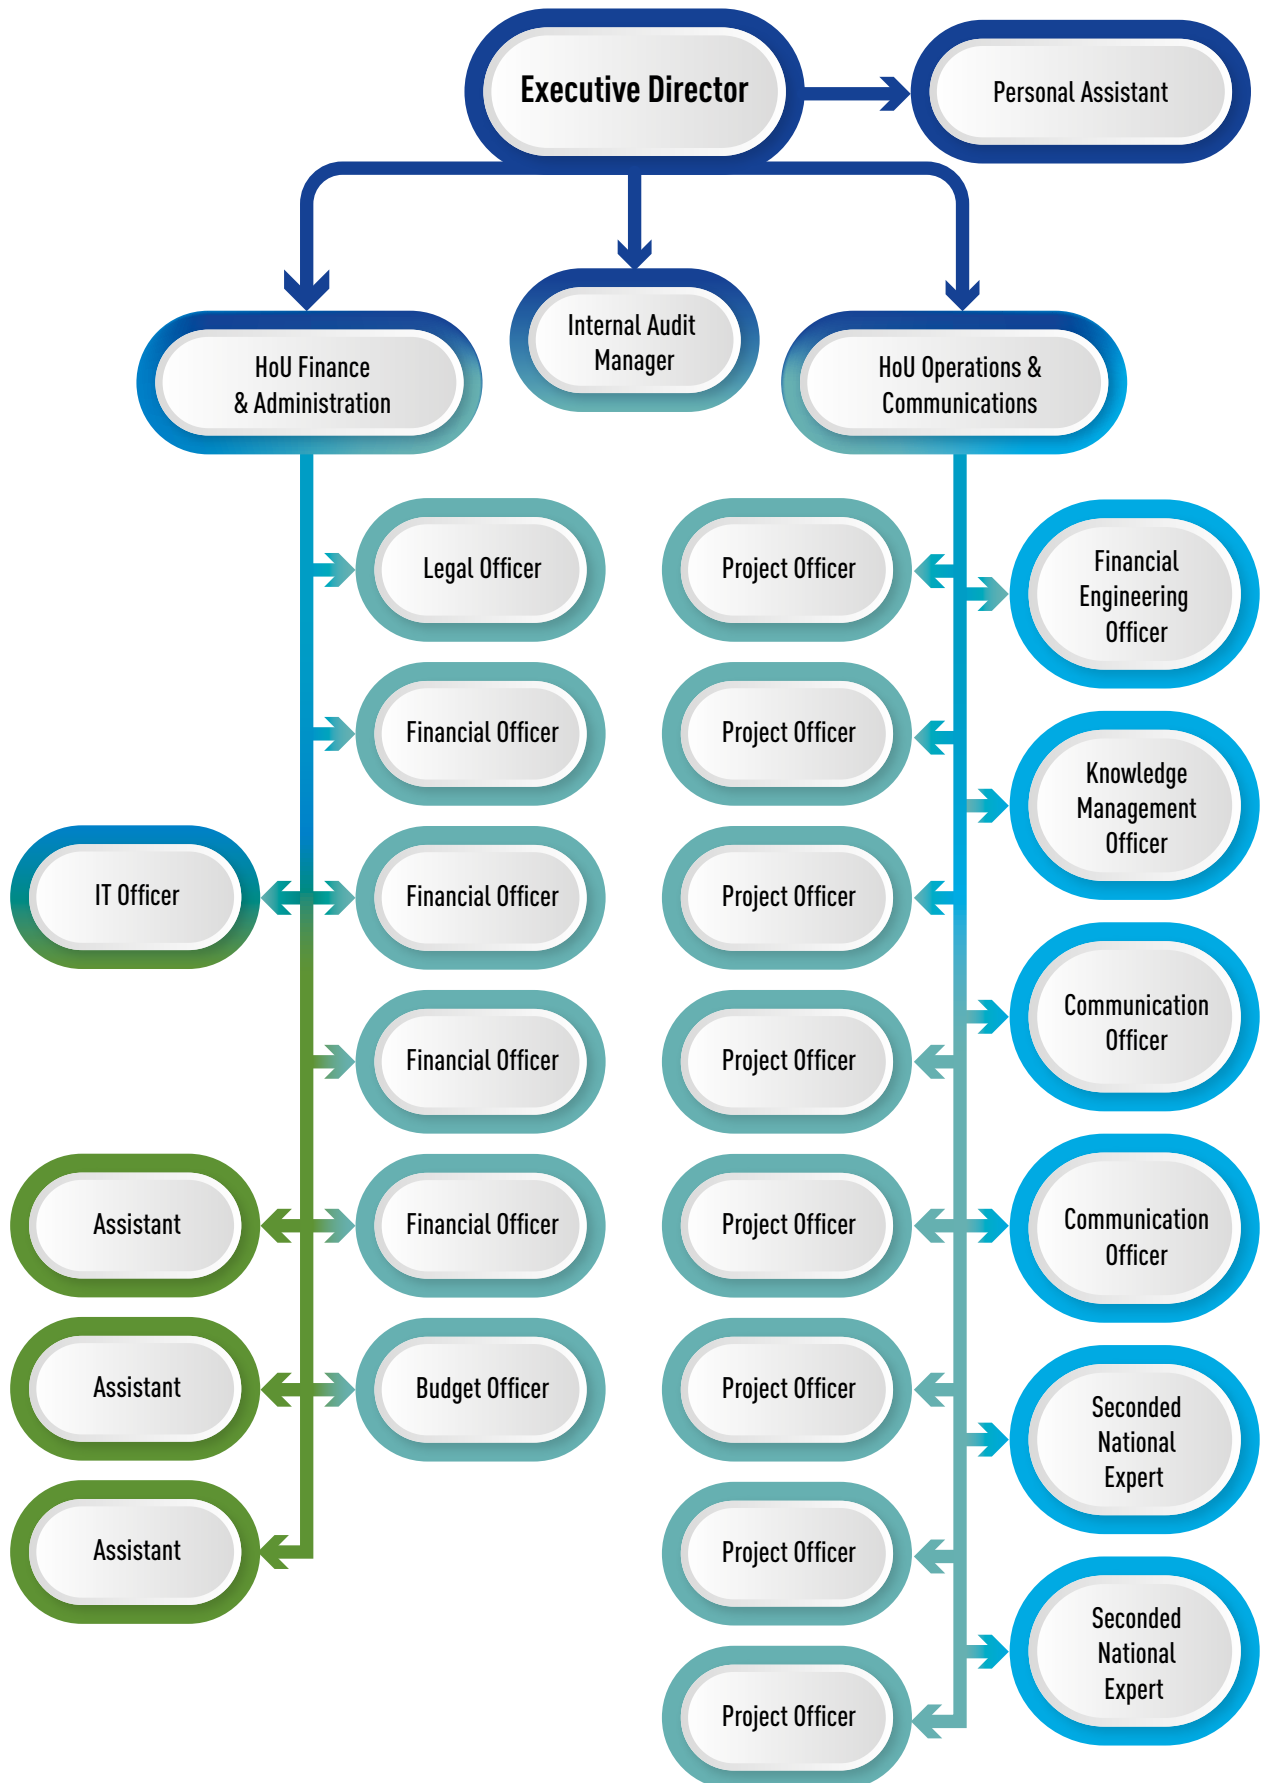 Executive Director
Personal Assistant
Internal Audit
Manager
HoU Finance
& Administration
HoU Operations &
Communications
Legal Officer
Financial Officer
IT Officer
Financial Officer
Financial Officer
Assistant
Financial Officer
Assistant
Budget Officer
Assistant
Project Officer
Financial
Engineering
Officer
Project Officer
Knowledge
Management
Officer
Project Officer
Communication
Officer
Project Officer
Project Officer
Communication
Officer
Project Officer
Seconded
National
Expert
Project Officer
Seconded
National
Expert
Project Officer